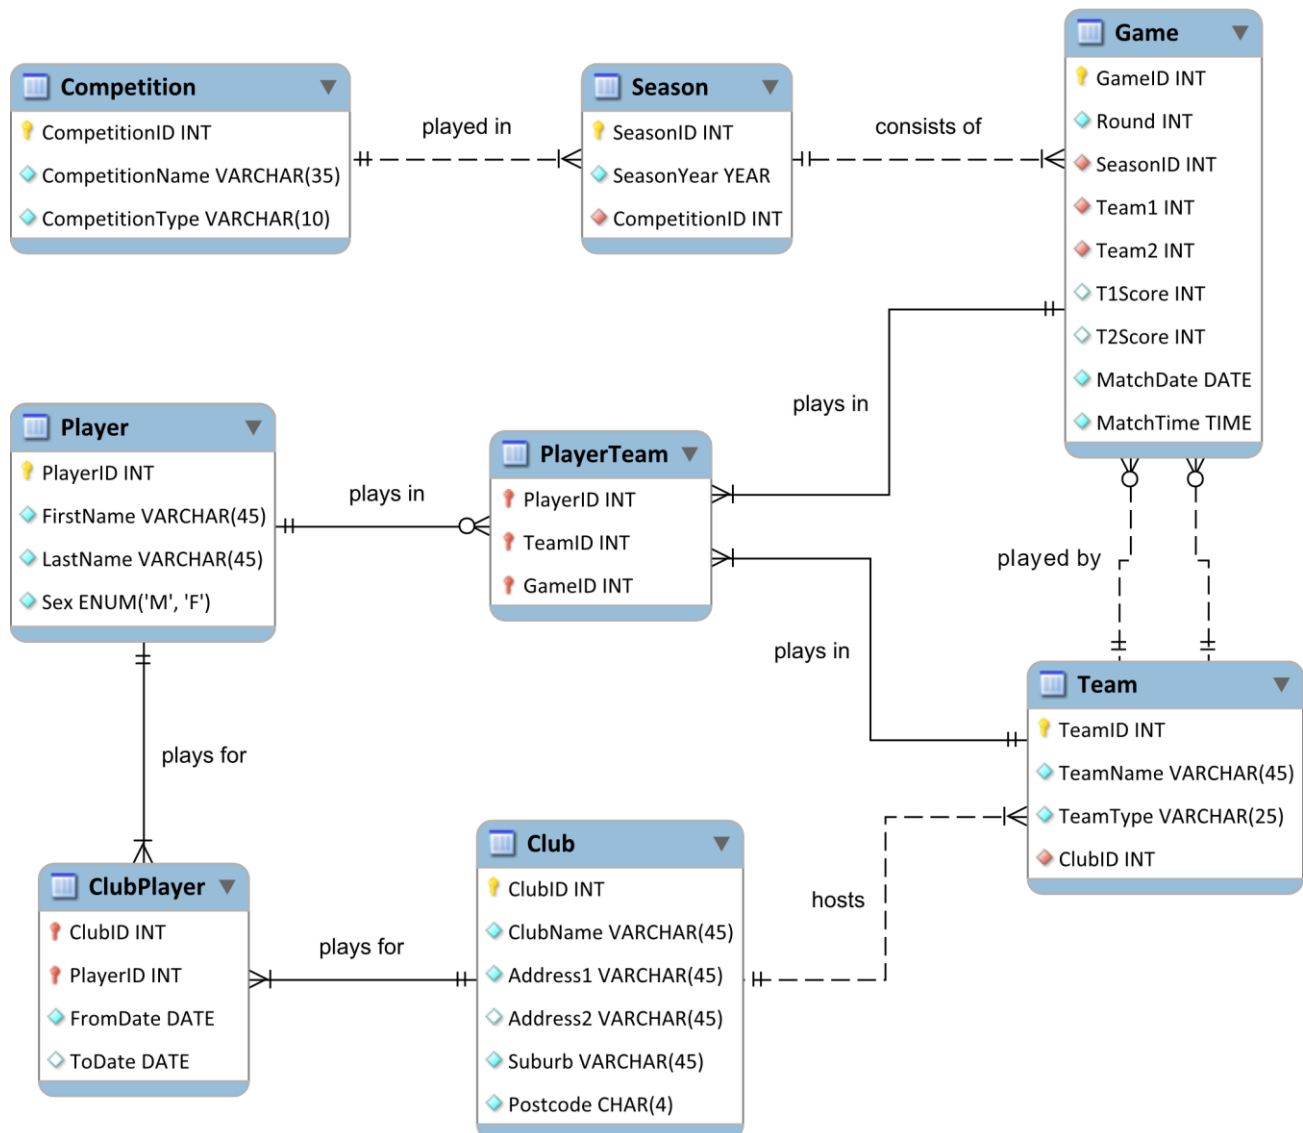 Competition
CompetitionID INT
CompetitionName VARCHAR(35)
CompetitionType VARCHAR(10)
played in
Season
SeasonID INT
SeasonYear YEAR
CompetitionID INT
consists of
Game
GameID INT
Round INT
SeasonID INT
Team1 INT
Team2 INT
T1Score INT
T2Score INT
MatchDate DATE
MatchTime TIME
plays in
Player
PlayerID INT
FirstName VARCHAR(45)
LastName VARCHAR(45)
Sex ENUM('M', 'F')
plays in
PlayerTeam
PlayerID INT
TeamID INT
GameID INT
played by
plays in
Team
TeamID INT
TeamName VARCHAR(45)
TeamType VARCHAR(25)
ClubID INT
plays for
ClubPlayer
ClubID INT
PlayerID INT
FromDate DATE
ToDate DATE
plays for
Club
ClubID INT
ClubName VARCHAR(45)
Address1 VARCHAR(45)
Address2 VARCHAR(45)
Suburb VARCHAR(45)
Postcode CHAR(4)
hosts